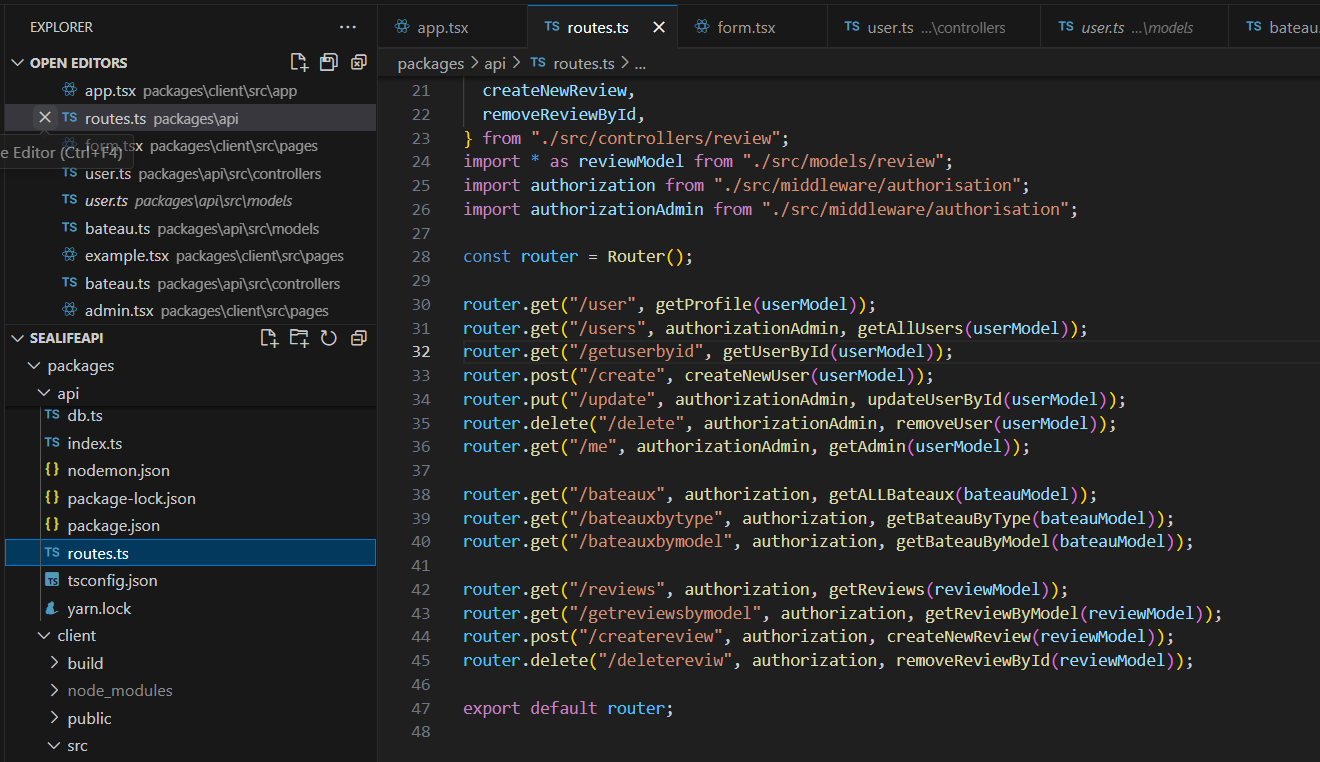 EXPLORER
OPEN EDITORS
app.tsx packages\client\src\app
routes.ts packages\api
form.tsx packages\client\src\pages
e Editor (Ctrl+F4)
user.ts packages\api\src\controllers
user.ts packages\api\src\models
bateau.ts packages\api\src\models
example.tsx packages\client\src\pages
bateau.ts packages\api\src\controllers
admin.tsx packages\client\src\pages
SEALIFEAPI
packages
api
db.ts
index.ts
nodemon.json
package-lock.json
package.json
routes.ts
tsconfig.json
yarn.lock
client
build
node_modules
public
src
app.tsx
TS routes.ts
form.tsx
TS user.ts ...\controllers
TS user.ts ...\models
TS bateau.
packages > api > TS routes.ts > ...
21 createNewReview,
22 removeReviewById,
23 } from "./src/controllers/review";
24 import * as reviewModel from "./src/models/review";
25 import authorization from "./src/middleware/authorisation";
26 import authorizationAdmin from "./src/middleware/authorisation";
27
28 const router = Router();
29
30 router.get("/user", getProfile(userModel));
31 router.get("/users", authorizationAdmin, getAllUsers(userModel));
32 router.get("/getuserbyid", getUserById(userModel));
33 router.post("/create", createNewUser(userModel));
34 router.put("/update", authorizationAdmin, updateUserById(userModel));
35 router.delete("/delete", authorizationAdmin, removeUser(userModel));
36 router.get("/me", authorizationAdmin, getAdmin(userModel));
37
38 router.get("/bateaux", authorization, getALLBateaux(bateauModel));
39 router.get("/bateauxbytype", authorization, getBateauByType(bateauModel));
40 router.get("/bateauxbymodel", authorization, getBateauByModel(bateauModel));
41
42 router.get("/reviews", authorization, getReviews(reviewModel));
43 router.get("/getreviewsbymodel", authorization, getReviewByModel(reviewModel));
44 router.post("/createreview", authorization, createNewReview(reviewModel));
45 router.delete("/deletereviw", authorization, removeReviewById(reviewModel));
46
47 export default router;
48